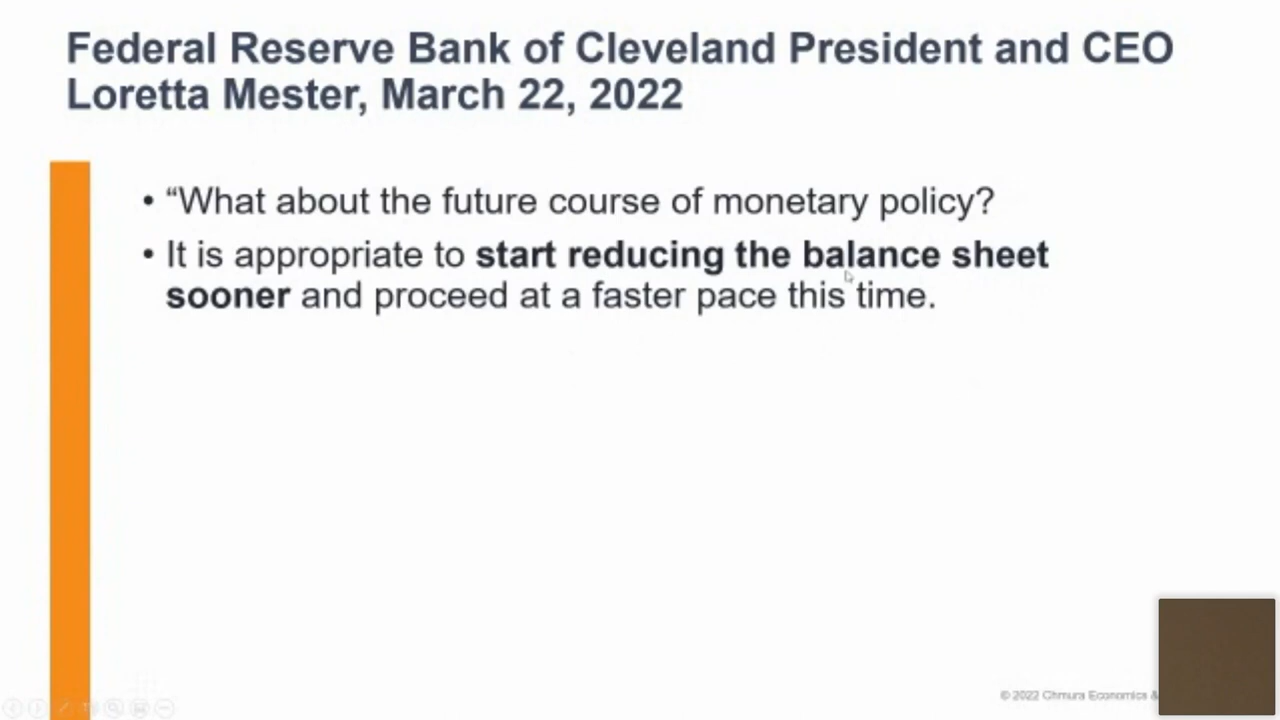 Federal Reserve Bank of Cleveland President and CEO
Loretta Mester, March 22, 2022
• “What about the future course of monetary policy?
• It is appropriate to start reducing the balance sheet
sooner and proceed at a faster pace this time.
© 2022 Chmura Economics &